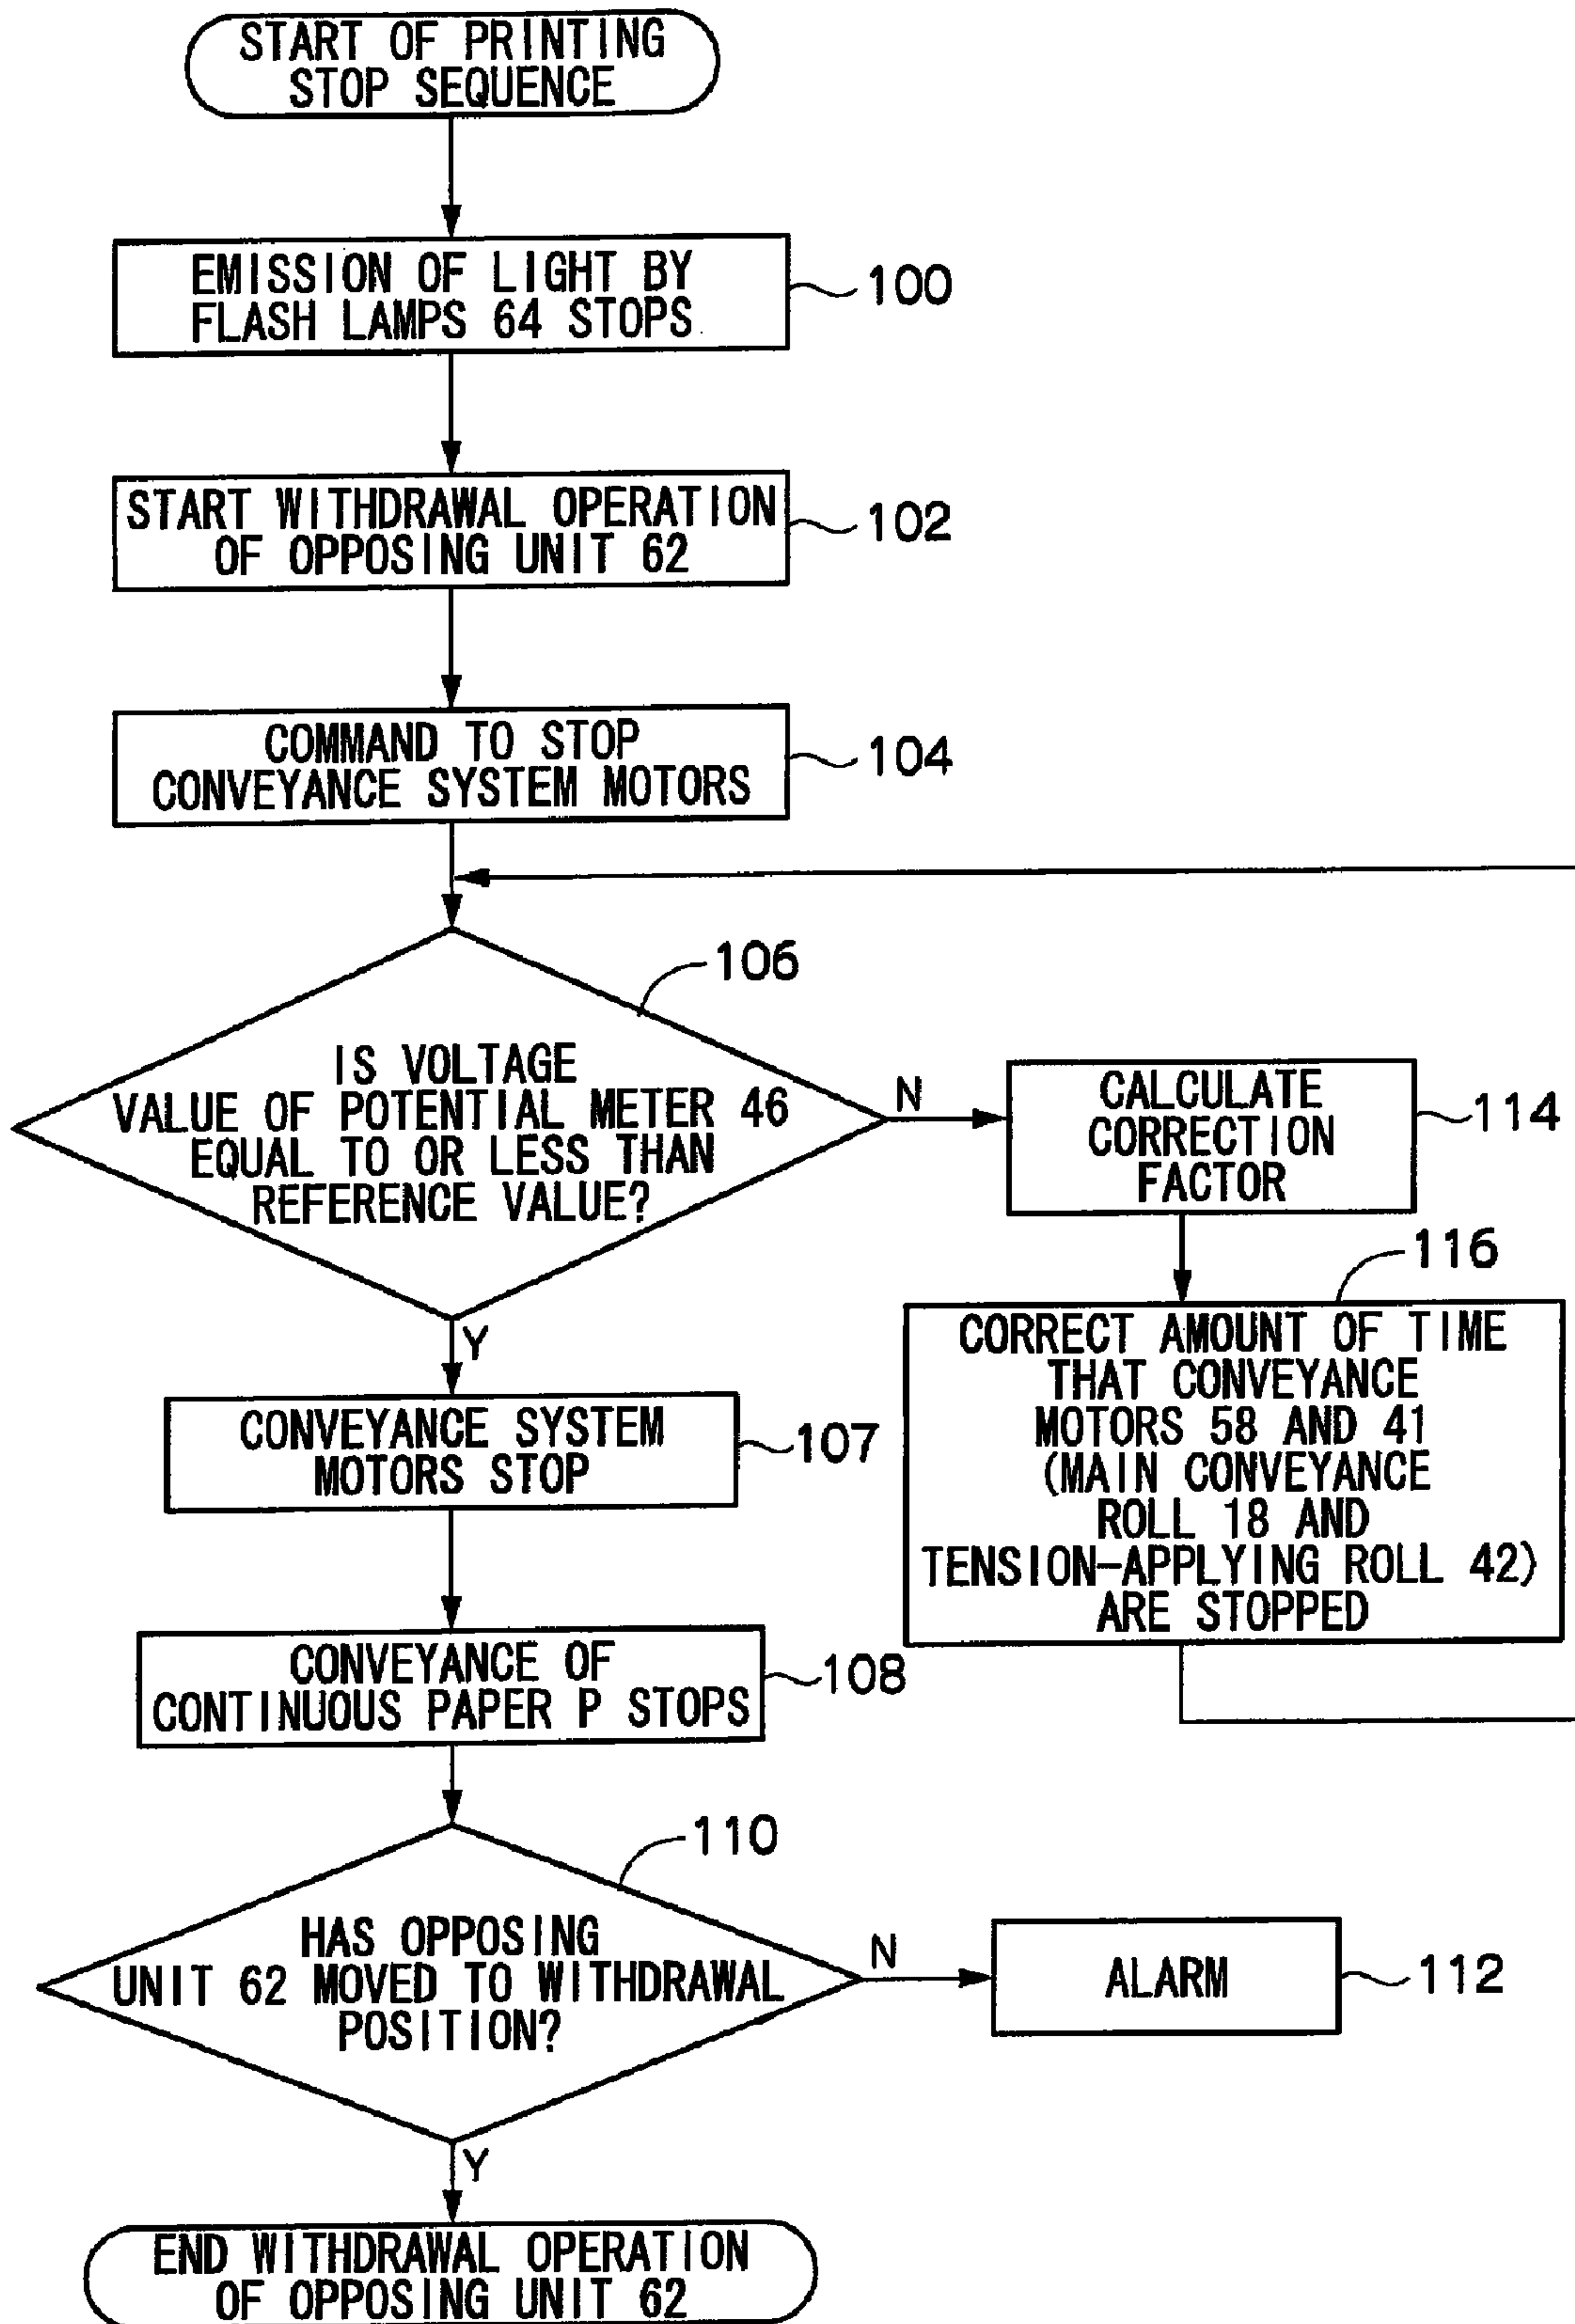 START OF PRINTING
STOP SEQUENCE
EMISSION OF LIGHT BY
FLASH LAMPS 64 STOPS
100
START WITHDRAWAL OPERATION
OF OPPOSING UNIT 62
102
COMMAND TO STOP
CONVEYANCE SYSTEM MOTORS
104
106
IS VOLTAGE
VALUE OF POTENTIAL METER 46
EQUAL TO OR LESS THAN
REFERENCE VALUE?
N
CALCULATE
CORRECTION
FACTOR
114
116
CORRECT AMOUNT OF TIME
THAT CONVEYANCE
MOTORS 58 AND 41
(MAIN CONVEYANCE
ROLL 18 AND
TENSION-APPLYING ROLL 42)
ARE STOPPED
Y
CONVEYANCE SYSTEM
MOTORS STOP
107
CONVEYANCE OF
CONTINUOUS PAPER P STOPS
108
110
HAS OPPOSING
UNIT 62 MOVED TO WITHDRAWAL
POSITION?
N
ALARM
112
Y
END WITHDRAWAL OPERATION
OF OPPOSING UNIT 62